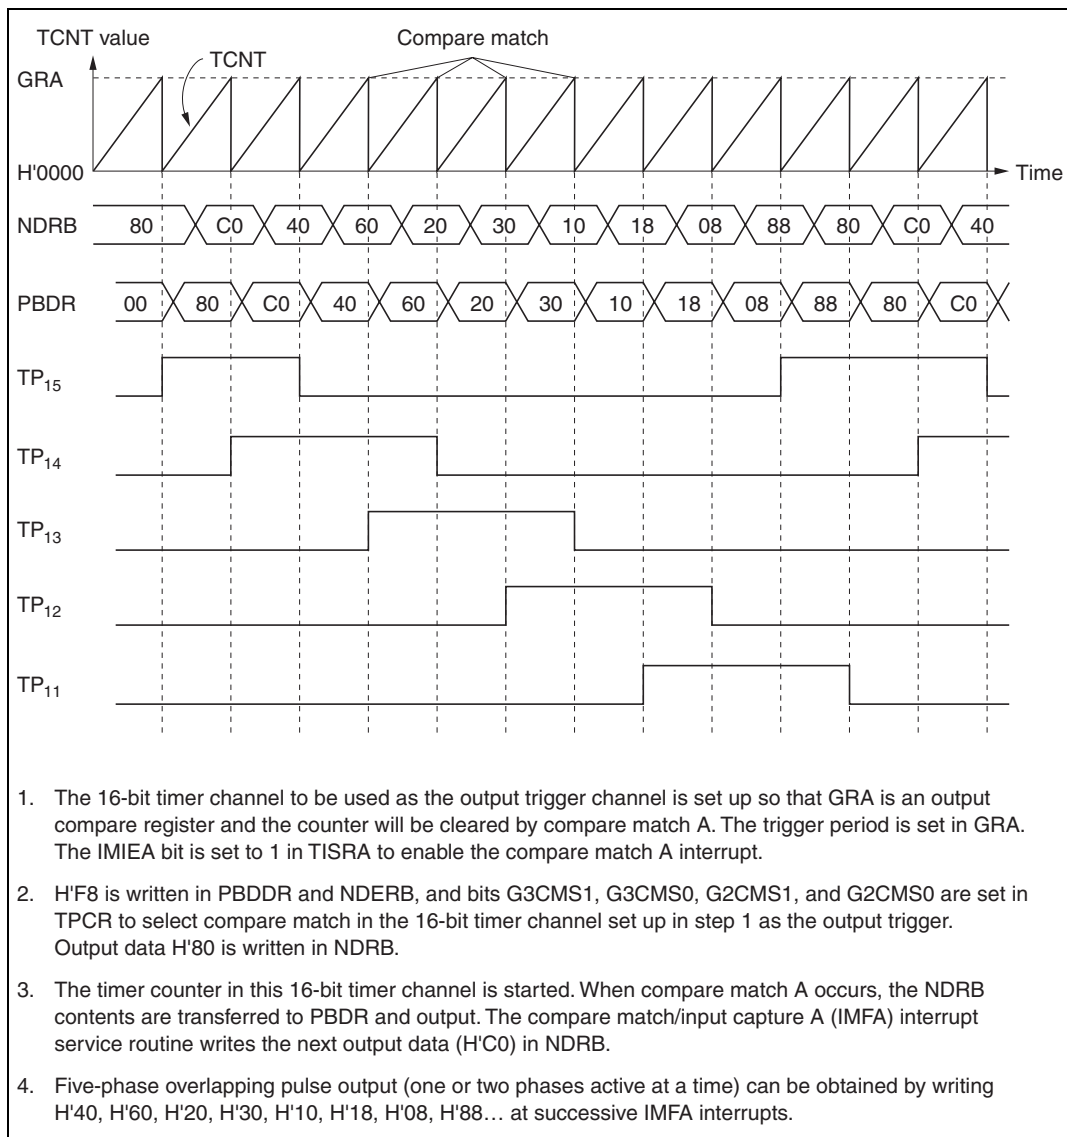 TCNT value
Compare match
TCNT
GRA
H'0000
Time
NDRB 80 C0 40 60 20 30 10 18 08 88 80 C0 40
PBDR 00 80 C0 40 60 20 30 10 18 08 88 80 C0
TP15
TP14
TP13
TP12
TP11
1. The 16-bit timer channel to be used as the output trigger channel is set up so that GRA is an output
compare register and the counter will be cleared by compare match A. The trigger period is set in GRA.
The IMIEA bit is set to 1 in TISRA to enable the compare match A interrupt.
2. H'F8 is written in PBDDR and NDERB, and bits G3CMS1, G3CMS0, G2CMS1, and G2CMS0 are set in
TPCR to select compare match in the 16-bit timer channel set up in step 1 as the output trigger.
Output data H'80 is written in NDRB.
3. The timer counter in this 16-bit timer channel is started. When compare match A occurs, the NDRB
contents are transferred to PBDR and output. The compare match/input capture A (IMFA) interrupt
service routine writes the next output data (H'C0) in NDRB.
4. Five-phase overlapping pulse output (one or two phases active at a time) can be obtained by writing
H'40, H'60, H'20, H'30, H'10, H'18, H'08, H'88… at successive IMFA interrupts.